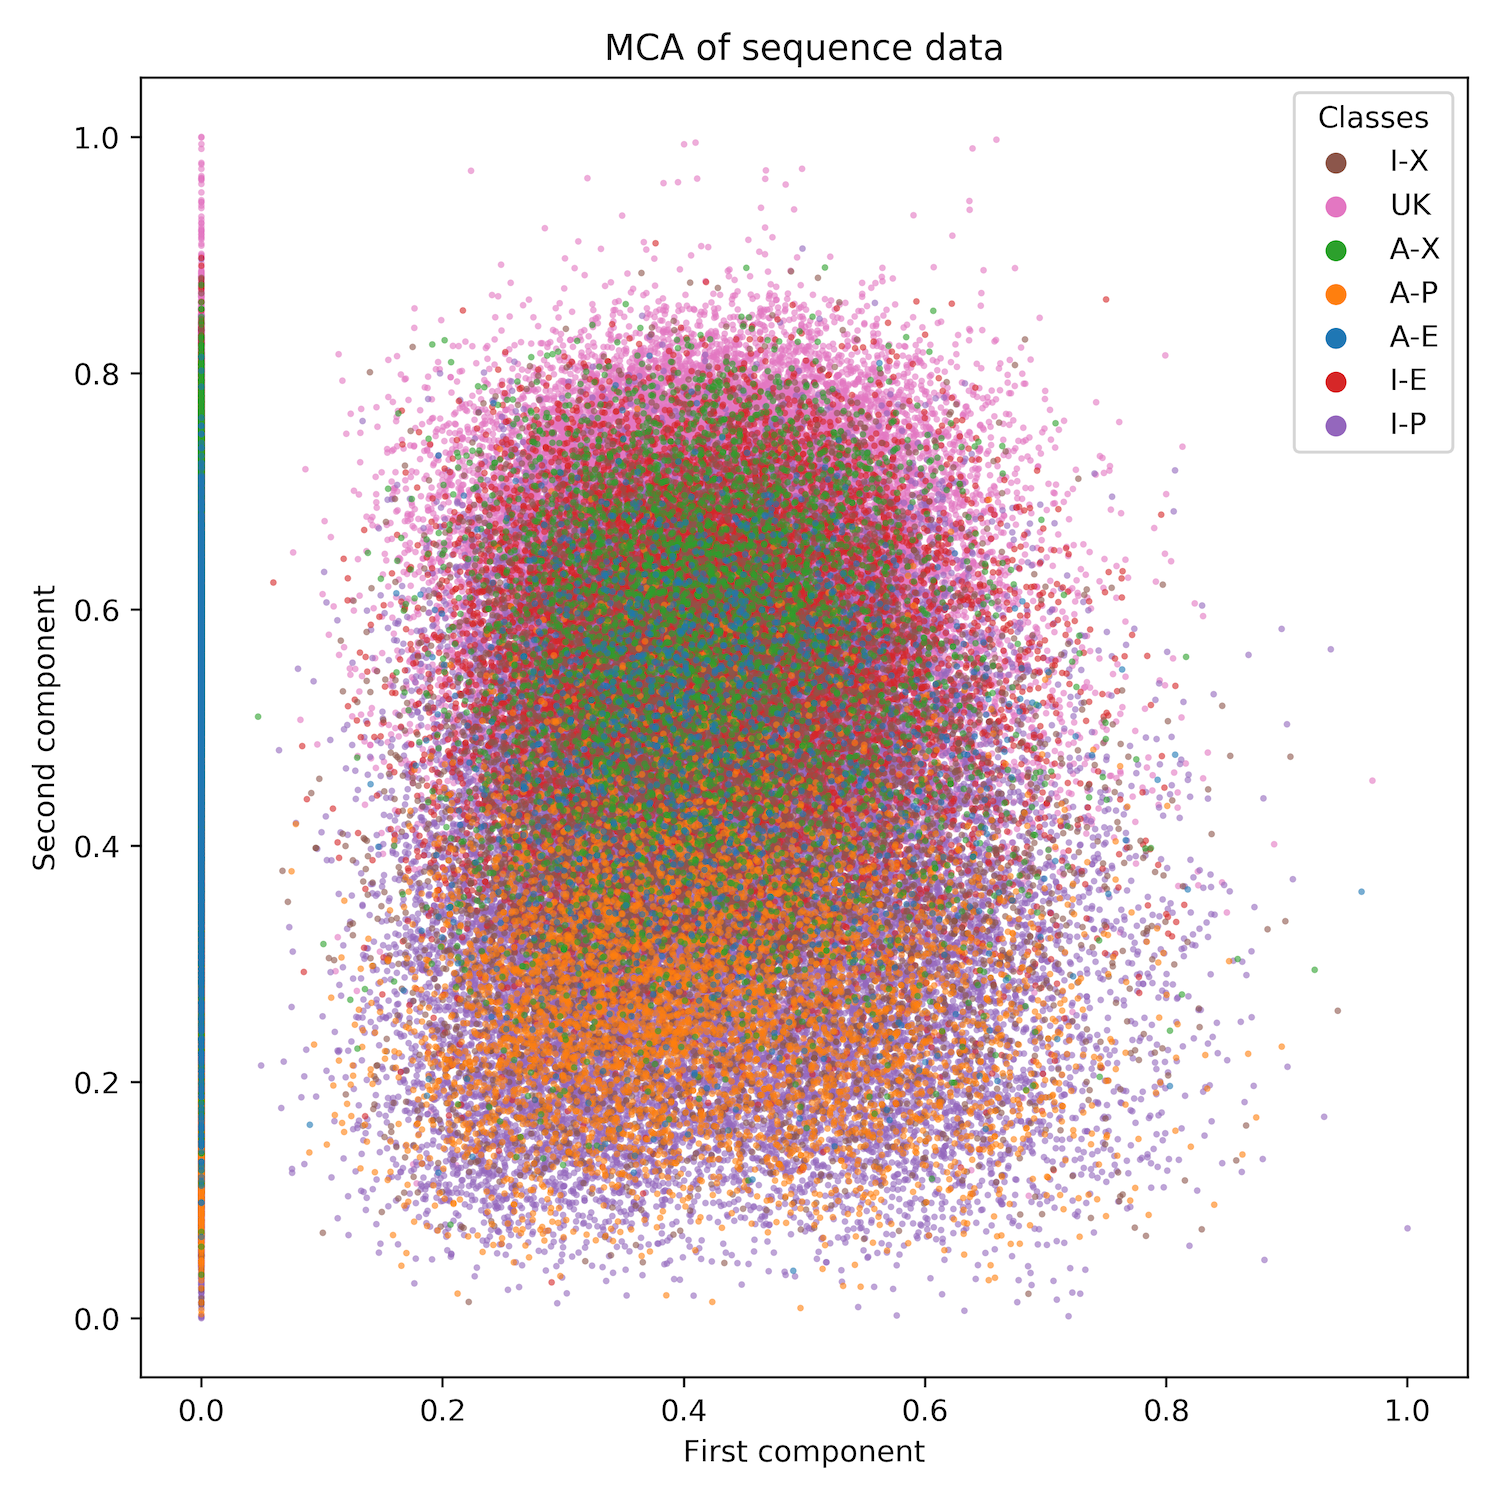 MCA of sequence data
Classes
I-X
UK
A-X
A-P
A-E
I-E
I-P
Second component
1.0
0.8
0.6
0.4
0.2
0.0
0.0 0.2 0.4 0.6 0.8 1.0
First component